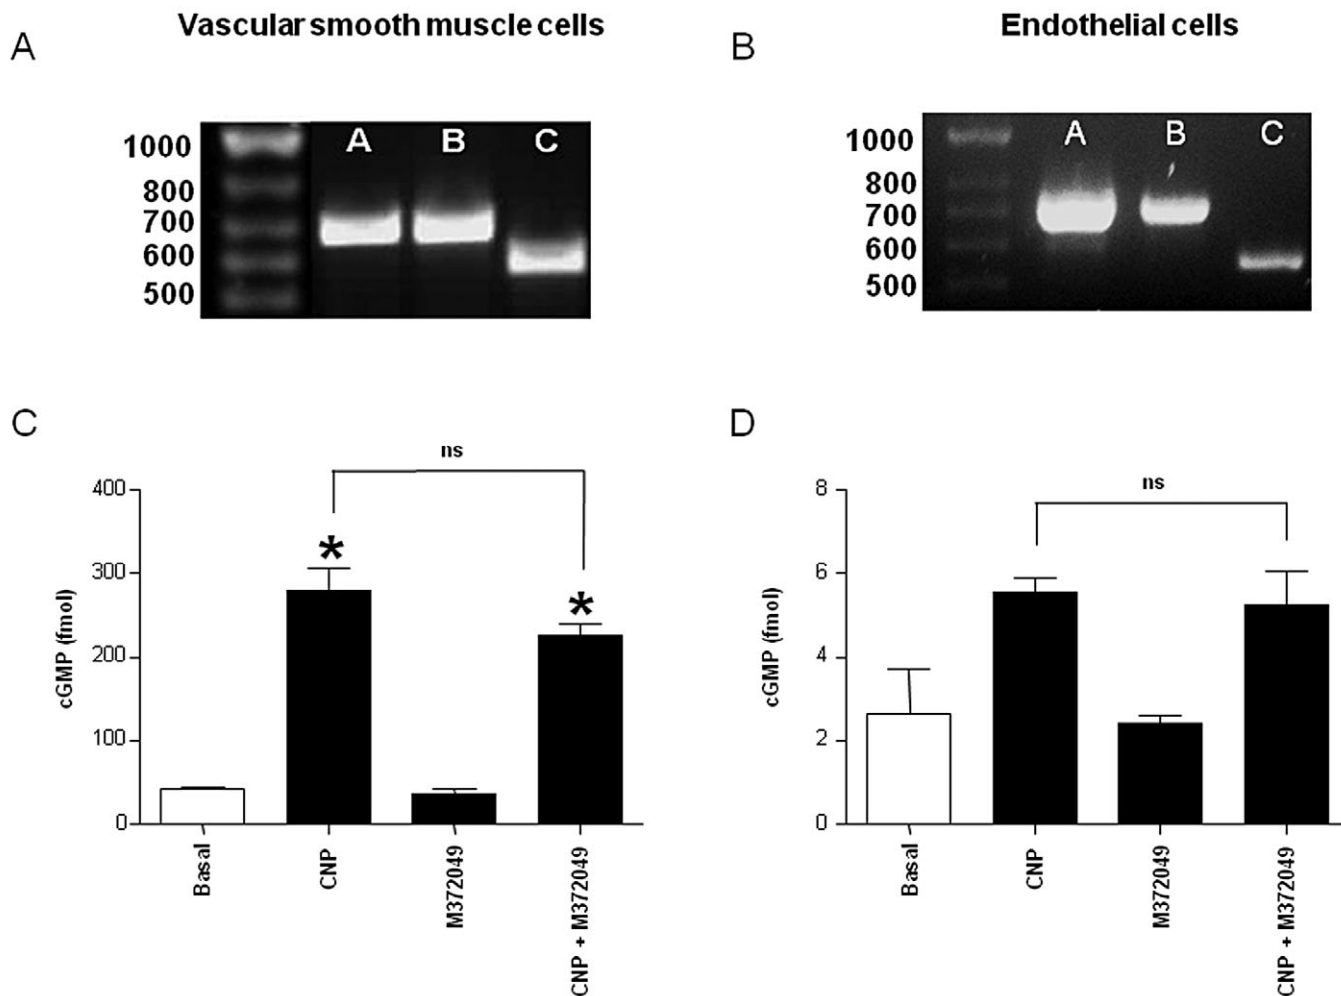 Vascular smooth muscle cells
Endothelial cells
A
B
A B C
1000
800
700
600
500
A B C
1000
800
700
600
500
C
D
ns
400
300
200
100
0
cGMP (fmol)
*
*
Basal
CNP
M372049
CNP + M372049
ns
8
6
4
2
0
cGMP (fmol)
Basal
CNP
M372049
CNP + M372049